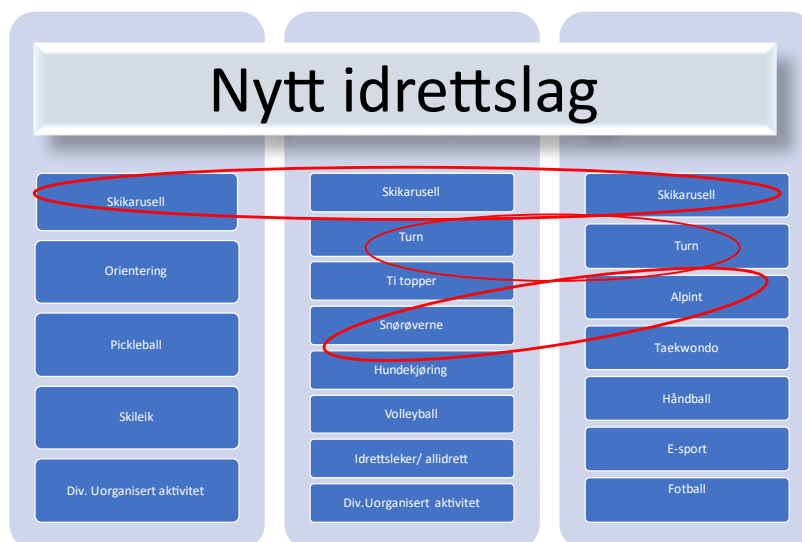 Nytt idrettslag
Skikarusell
Orientering
Pickleball
Skileik
Div. Uorganisert aktivitet
Skikarusell
Turn
Ti topper
Snørøverne
Hundekjøring
Volleyball
Idrettsleker/ allidrett
Div.Uorganisert aktivitet
Skikarusell
Turn
Alpint
Taekwondo
Håndball
E-sport
Fotball